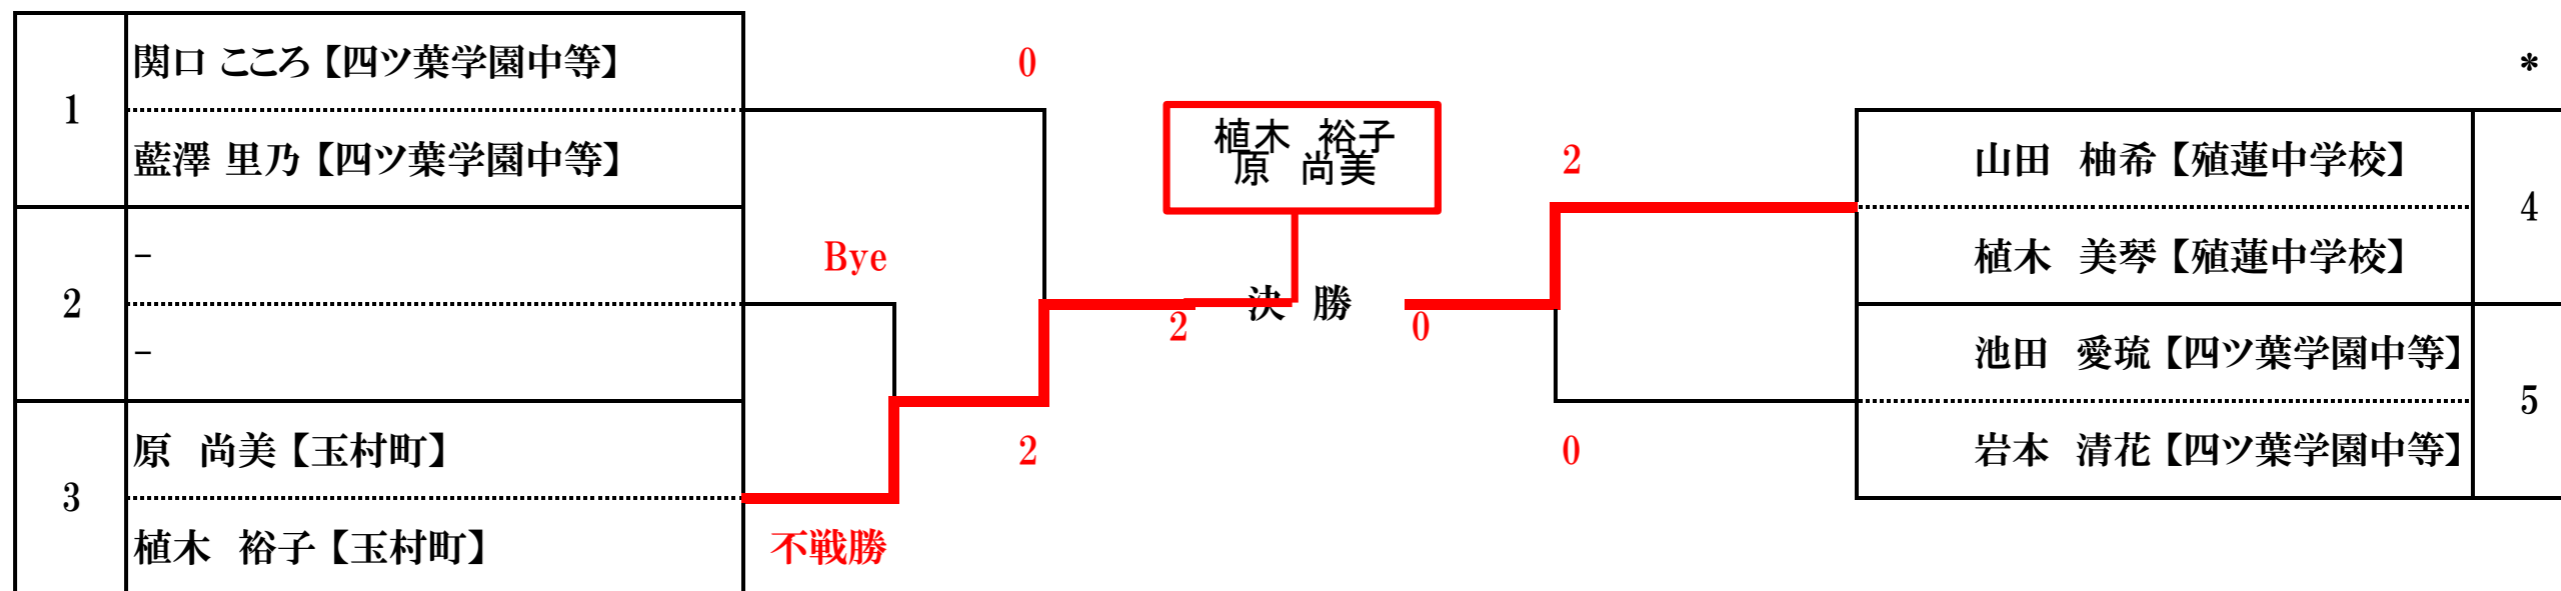 関口 こころ【四ツ葉学園中等】
1
藍澤 里乃【四ツ葉学園中等】
0
-
2
-
Bye
原 尚美【玉村町】
3
植木 裕子【玉村町】
不戦勝
2
植木 裕子
原 尚美
決 勝
2
0
2
0
*
山田 柚希【殖蓮中学校】
4
植木 美琴【殖蓮中学校】
池田 愛琉【四ツ葉学園中等】
5
岩本 清花【四ツ葉学園中等】